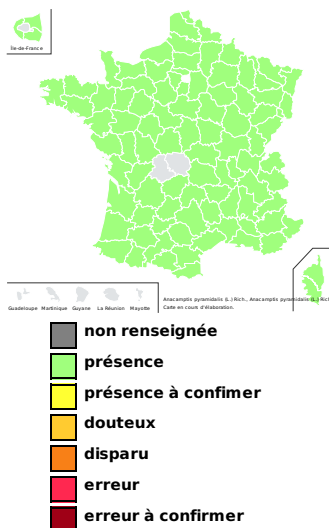 Île-de-France
Guadeloupe Martinique Guyane La Réunion Mayotte
Anacamptis pyramidalis (L.) Rich., Anacamptis pyramidalis (L.) Rich
Carte en cours d'élaboration.
non renseignée
présence
présence à confimer
douteux
disparu
erreur
erreur à confirmer